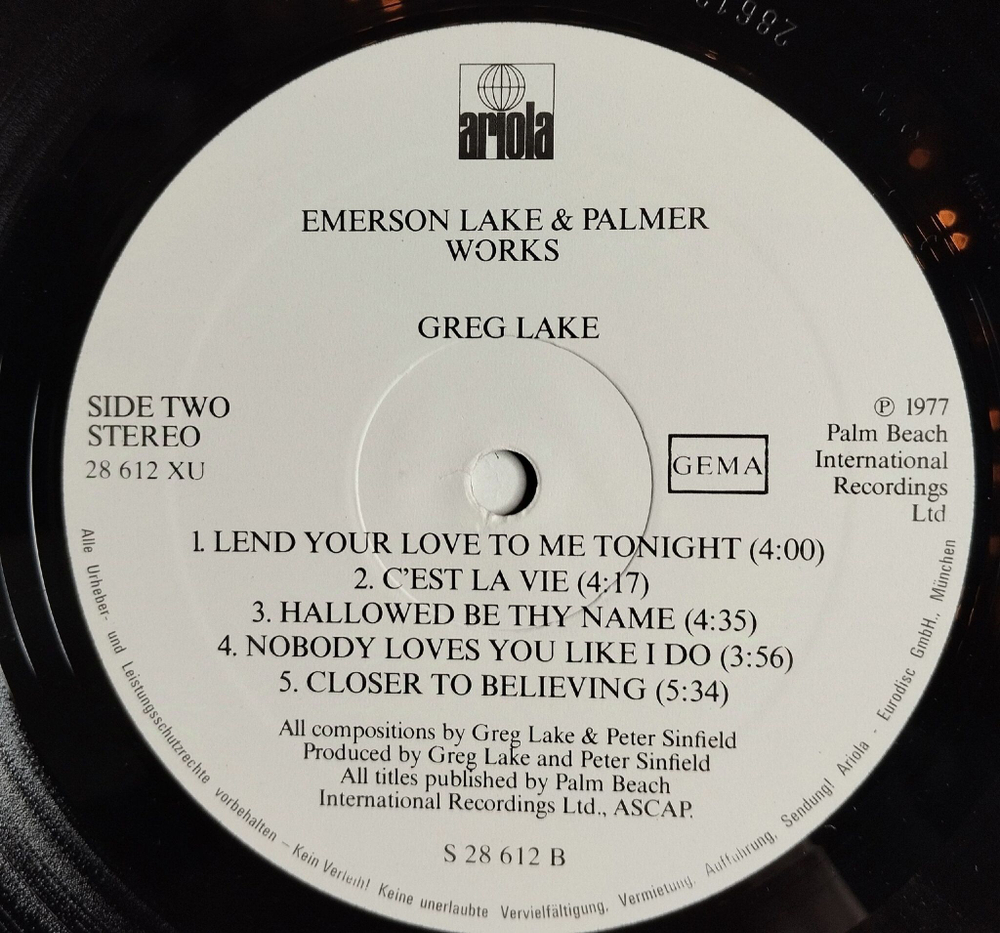 28612
ariola
EMERSON LAKE & PALMER
WORKS
GREG LAKE
SIDE TWO
STEREO
28 612 XU
GEMA
℗ 1977
Palm Beach
International
Recordings
Ltd
1. LEND YOUR LOVE TO ME TONIGHT (4:00)
2. C'EST LA VIE (4:17)
3. HALLOWED BE THY NAME (4:35)
4. NOBODY LOVES YOU LIKE I DO (3:56)
5. CLOSER TO BELIEVING (5:34)
All compositions by Greg Lake & Peter Sinfield
Produced by Greg Lake and Peter Sinfield
All titles published by Palm Beach
International Recordings Ltd., ASCAP.
S 28 612 B
Alle Urheber- und Leistungsschutzrechte vorbehalten – Kein Verleih! Keine unerlaubte Vervielfältigung, Vermietung, Aufführung, Sendung! Ariola - Eurodisc GmbH., München